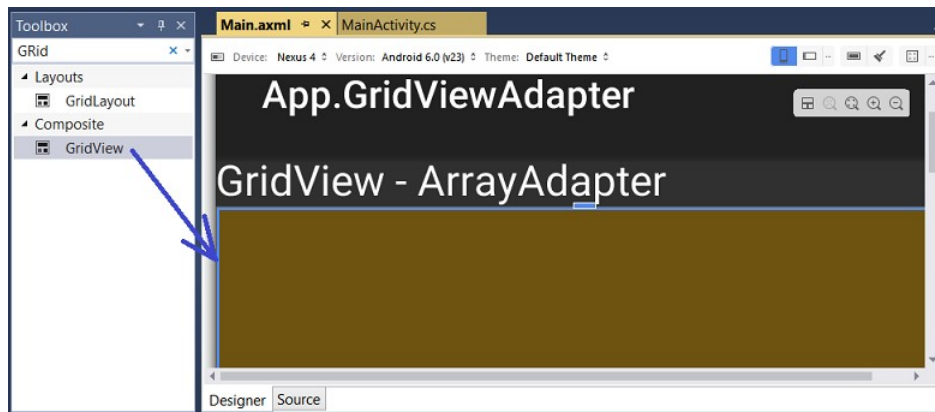 Toolbox
GRid
Layouts
GridLayout
Composite
GridView
Main.axml
MainActivity.cs
Device: Nexus 4 Version: Android 6.0 (v23) Theme: Default Theme
App.GridViewAdapter
GridView - ArrayAdapter
Designer Source